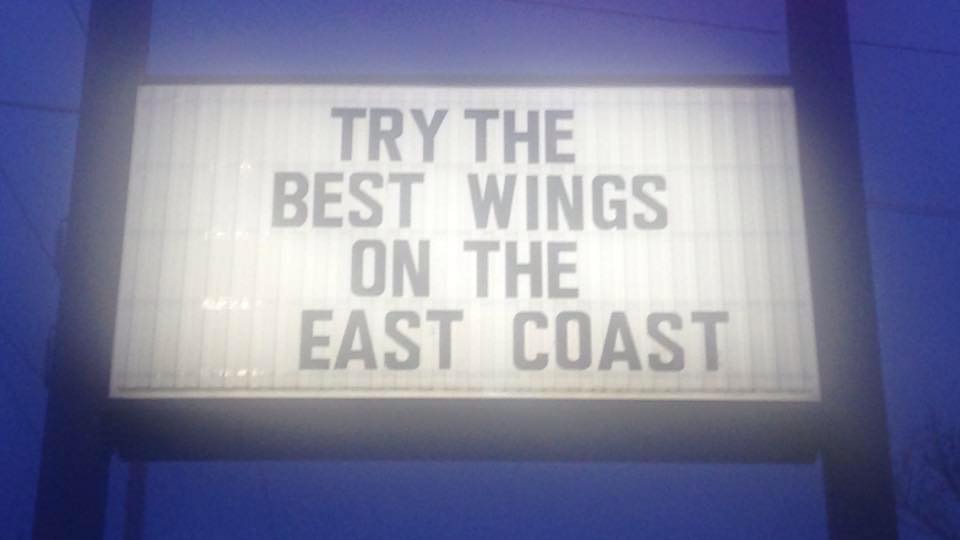 TRY THE
BEST WINGS
ON THE
EAST COAST